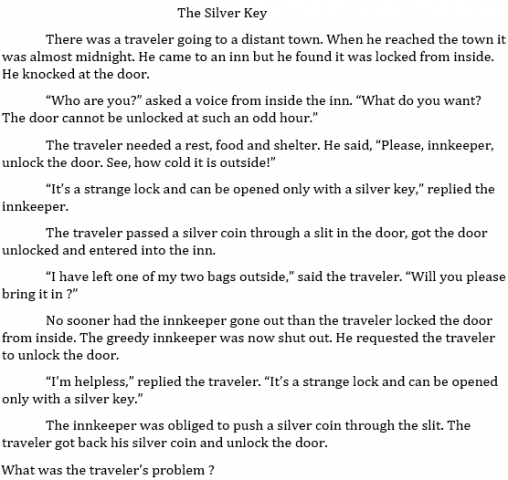 The Silver Key
There was a traveler going to a distant town. When he reached the town it
was almost midnight. He came to an inn but he found it was locked from inside.
He knocked at the door.
“Who are you?” asked a voice from inside the inn. “What do you want?
The door cannot be unlocked at such an odd hour.”
The traveler needed a rest, food and shelter. He said, “Please, innkeeper,
unlock the door. See, how cold it is outside!”
“It’s a strange lock and can be opened only with a silver key,” replied the
innkeeper.
The traveler passed a silver coin through a slit in the door, got the door
unlocked and entered into the inn.
“I have left one of my two bags outside,” said the traveler. “Will you please
bring it in ?”
No sooner had the innkeeper gone out than the traveler locked the door
from inside. The greedy innkeeper was now shut out. He requested the traveler
to unlock the door.
“I’m helpless,” replied the traveler. “It’s a strange lock and can be opened
only with a silver key.”
The innkeeper was obliged to push a silver coin through the slit. The
traveler got back his silver coin and unlock the door.
What was the traveler’s problem ?